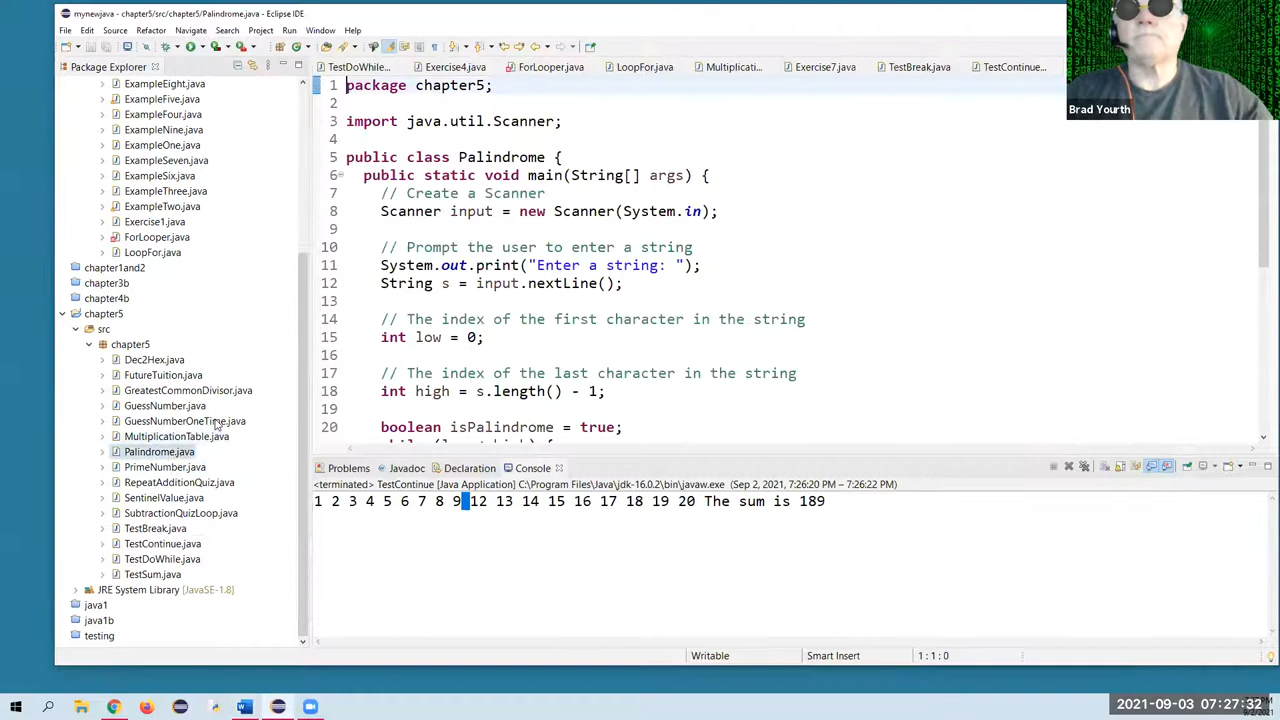 mynewjava - chapter5/src/chapter5/Palindrome.java - Eclipse IDE
File Edit Source Refactor Navigate Search Project Run Window Help
Package Explorer
TestDoWhile... Exercise4.java ForLooper.java LoopFor.java Multiplicati... Exercise7.java TestBreak.java TestContinue...
Brad Yourth
ExampleEight.java
ExampleFive.java
ExampleFour.java
ExampleNine.java
ExampleOne.java
ExampleSeven.java
ExampleSix.java
ExampleThree.java
ExampleTwo.java
Exercise1.java
ForLooper.java
LoopFor.java
chapter1and2
chapter3b
chapter4b
chapter5
src
chapter5
Dec2Hex.java
FutureTuition.java
GreatestCommonDivisor.java
GuessNumber.java
GuessNumberOneTime.java
MultiplicationTable.java
Palindrome.java
PrimeNumber.java
RepeatAdditionQuiz.java
SentinelValue.java
SubtractionQuizLoop.java
TestBreak.java
TestContinue.java
TestDoWhile.java
TestSum.java
JRE System Library [JavaSE-1.8]
java1
java1b
testing
1 package chapter5;
2
3 import java.util.Scanner;
4
5 public class Palindrome {
6 public static void main(String[] args) {
7 // Create a Scanner
8 Scanner input = new Scanner(System.in);
9
10 // Prompt the user to enter a string
11 System.out.print("Enter a string: ");
12 String s = input.nextLine();
13
14 // The index of the first character in the string
15 int low = 0;
16
17 // The index of the last character in the string
18 int high = s.length() - 1;
19
20 boolean isPalindrome = true;
Problems Javadoc Declaration Console
<terminated> TestContinue [Java Application] C:\Program Files\Java\jdk-16.0.2\bin\javaw.exe (Sep 2, 2021, 7:26:20 PM – 7:26:22 PM)
1 2 3 4 5 6 7 8 9 12 13 14 15 16 17 18 19 20 The sum is 189
Writable Smart Insert 1 : 1 : 0
2021-09-03 07:27:32